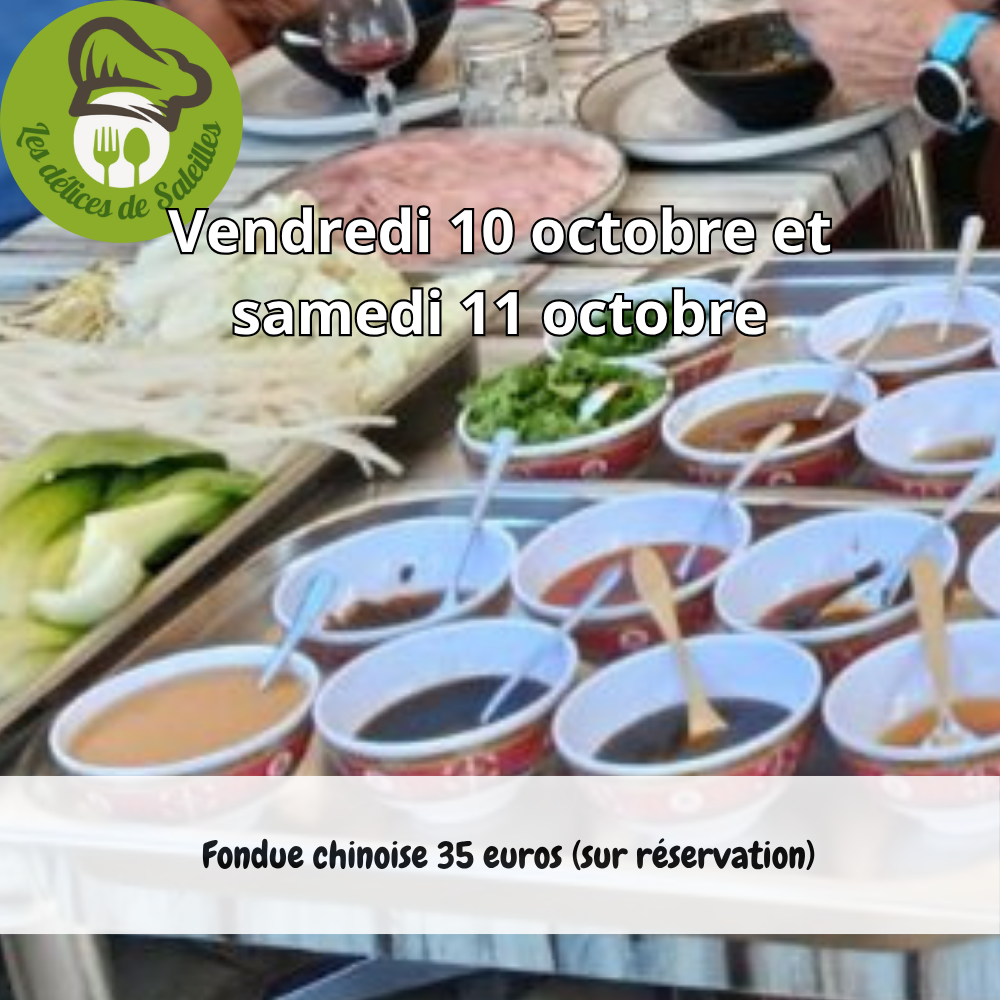 Les délices de Saleilles
Vendredi 10 octobre et
samedi 11 octobre
Fondue chinoise 35 euros (sur réservation)